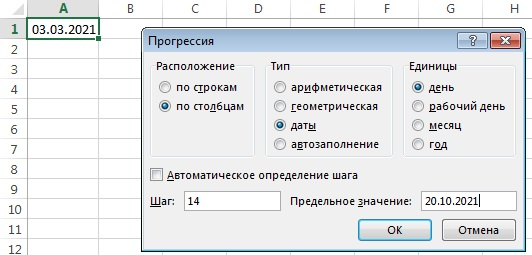 A B C D E F G H
1 03.03.2021
2
3
4
5
6
7
8
9
10
11
12
Прогрессия ?
Расположение Тип Единицы
по строкам арифметическая день
по столбцам геометрическая рабочий день
даты месяц
автозаполнение год
Автоматическое определение шага
Шаг: 14 Предельное значение: 20.10.2021
ОК Отмена